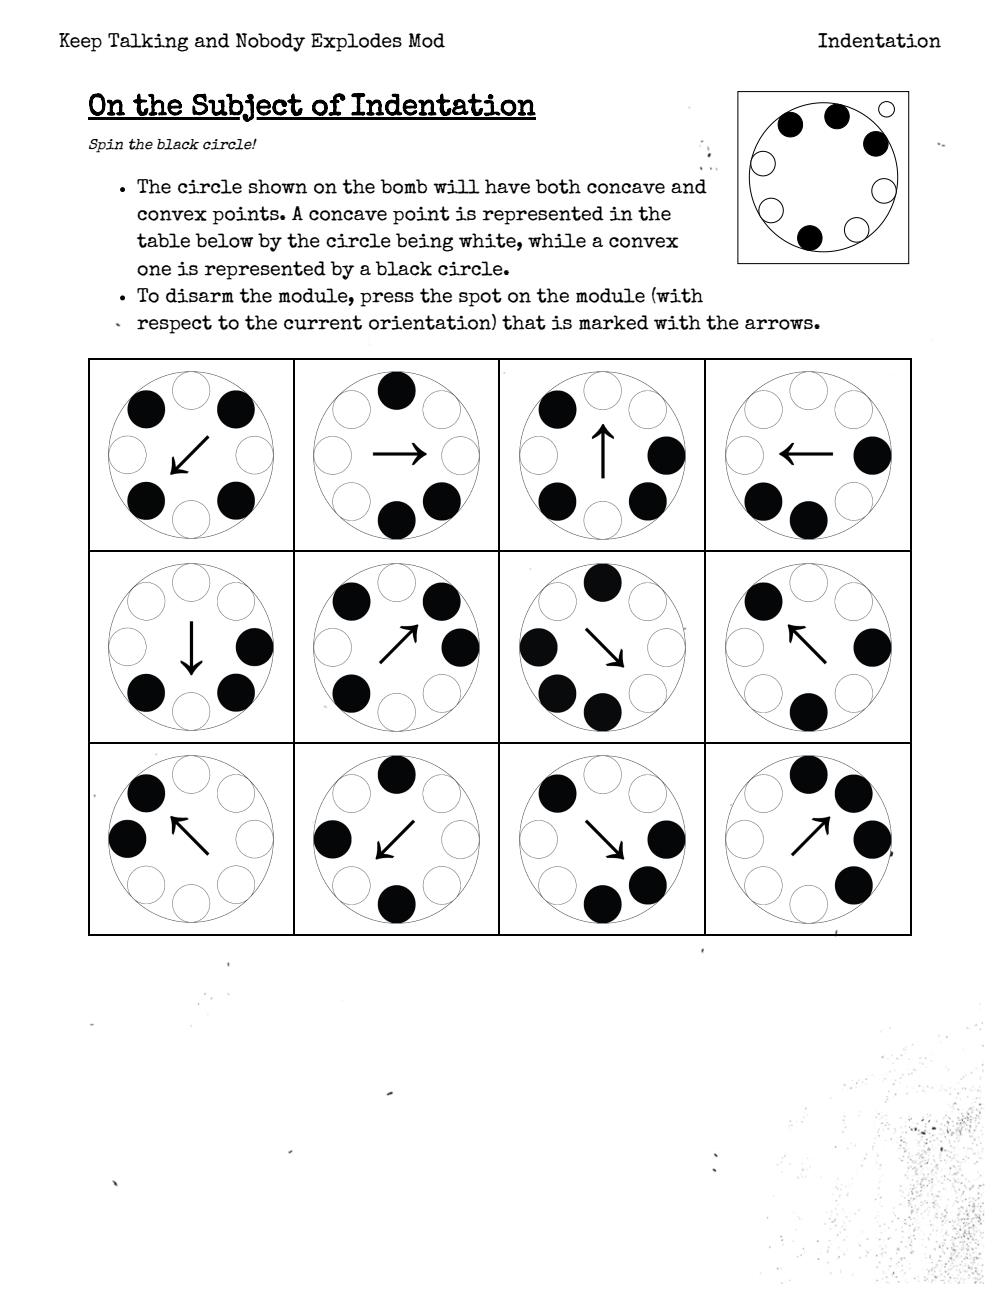 Keep Talking and Nobody Explodes Mod
Indentation
On the Subject of Indentation
Spin the black circle!
• The circle shown on the bomb will have both concave and
convex points. A concave point is represented in the
table below by the circle being white, while a convex
one is represented by a black circle.
• To disarm the module, press the spot on the module (with
respect to the current orientation) that is marked with the arrows.